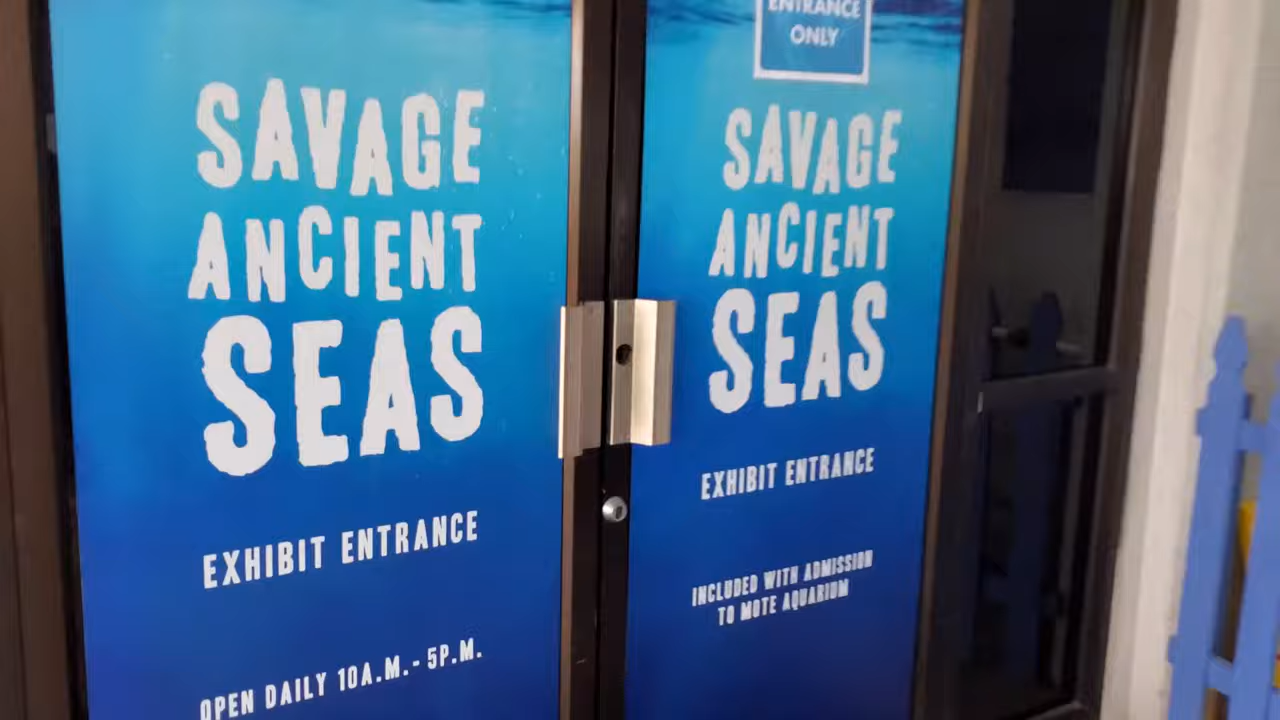 SAVAGE
ANCIENT
SEAS
EXHIBIT ENTRANCE
OPEN DAILY 10A.M.-5P.M.
ENTRANCE
ONLY
SAVAGE
ANCIENT
SEAS
EXHIBIT ENTRANCE
INCLUDED WITH ADMISSION
TO MOTE AQUARIUM